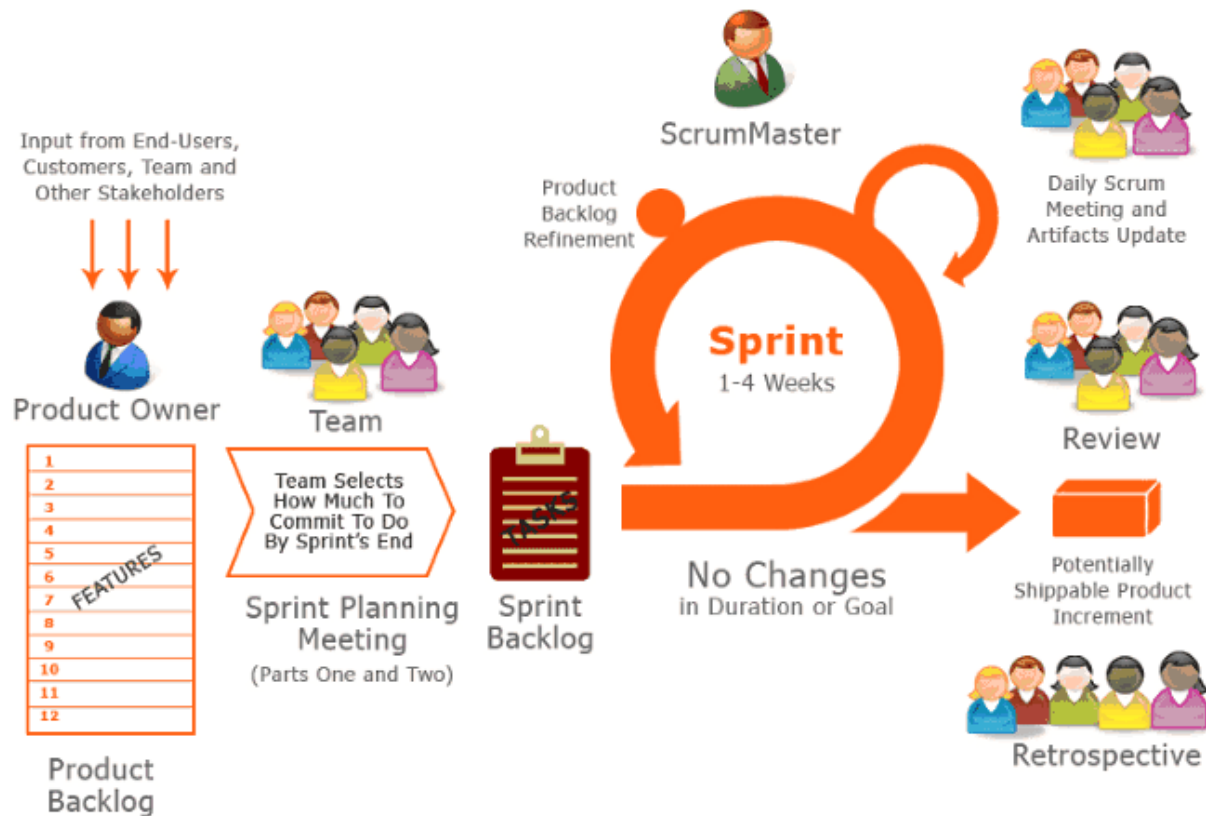 Input from End-Users,
Customers, Team and
Other Stakeholders
Product Owner
1
2
3
4
5
6
7
8
9
10
11
12
FEATURES
Product
Backlog
Team
Team Selects
How Much To
Commit To Do
By Sprint's End
Sprint Planning
Meeting
(Parts One and Two)
TASKS
Sprint
Backlog
ScrumMaster
Product
Backlog
Refinement
Sprint
1-4 Weeks
No Changes
in Duration or Goal
Daily Scrum
Meeting and
Artifacts Update
Review
Potentially
Shippable Product
Increment
Retrospective